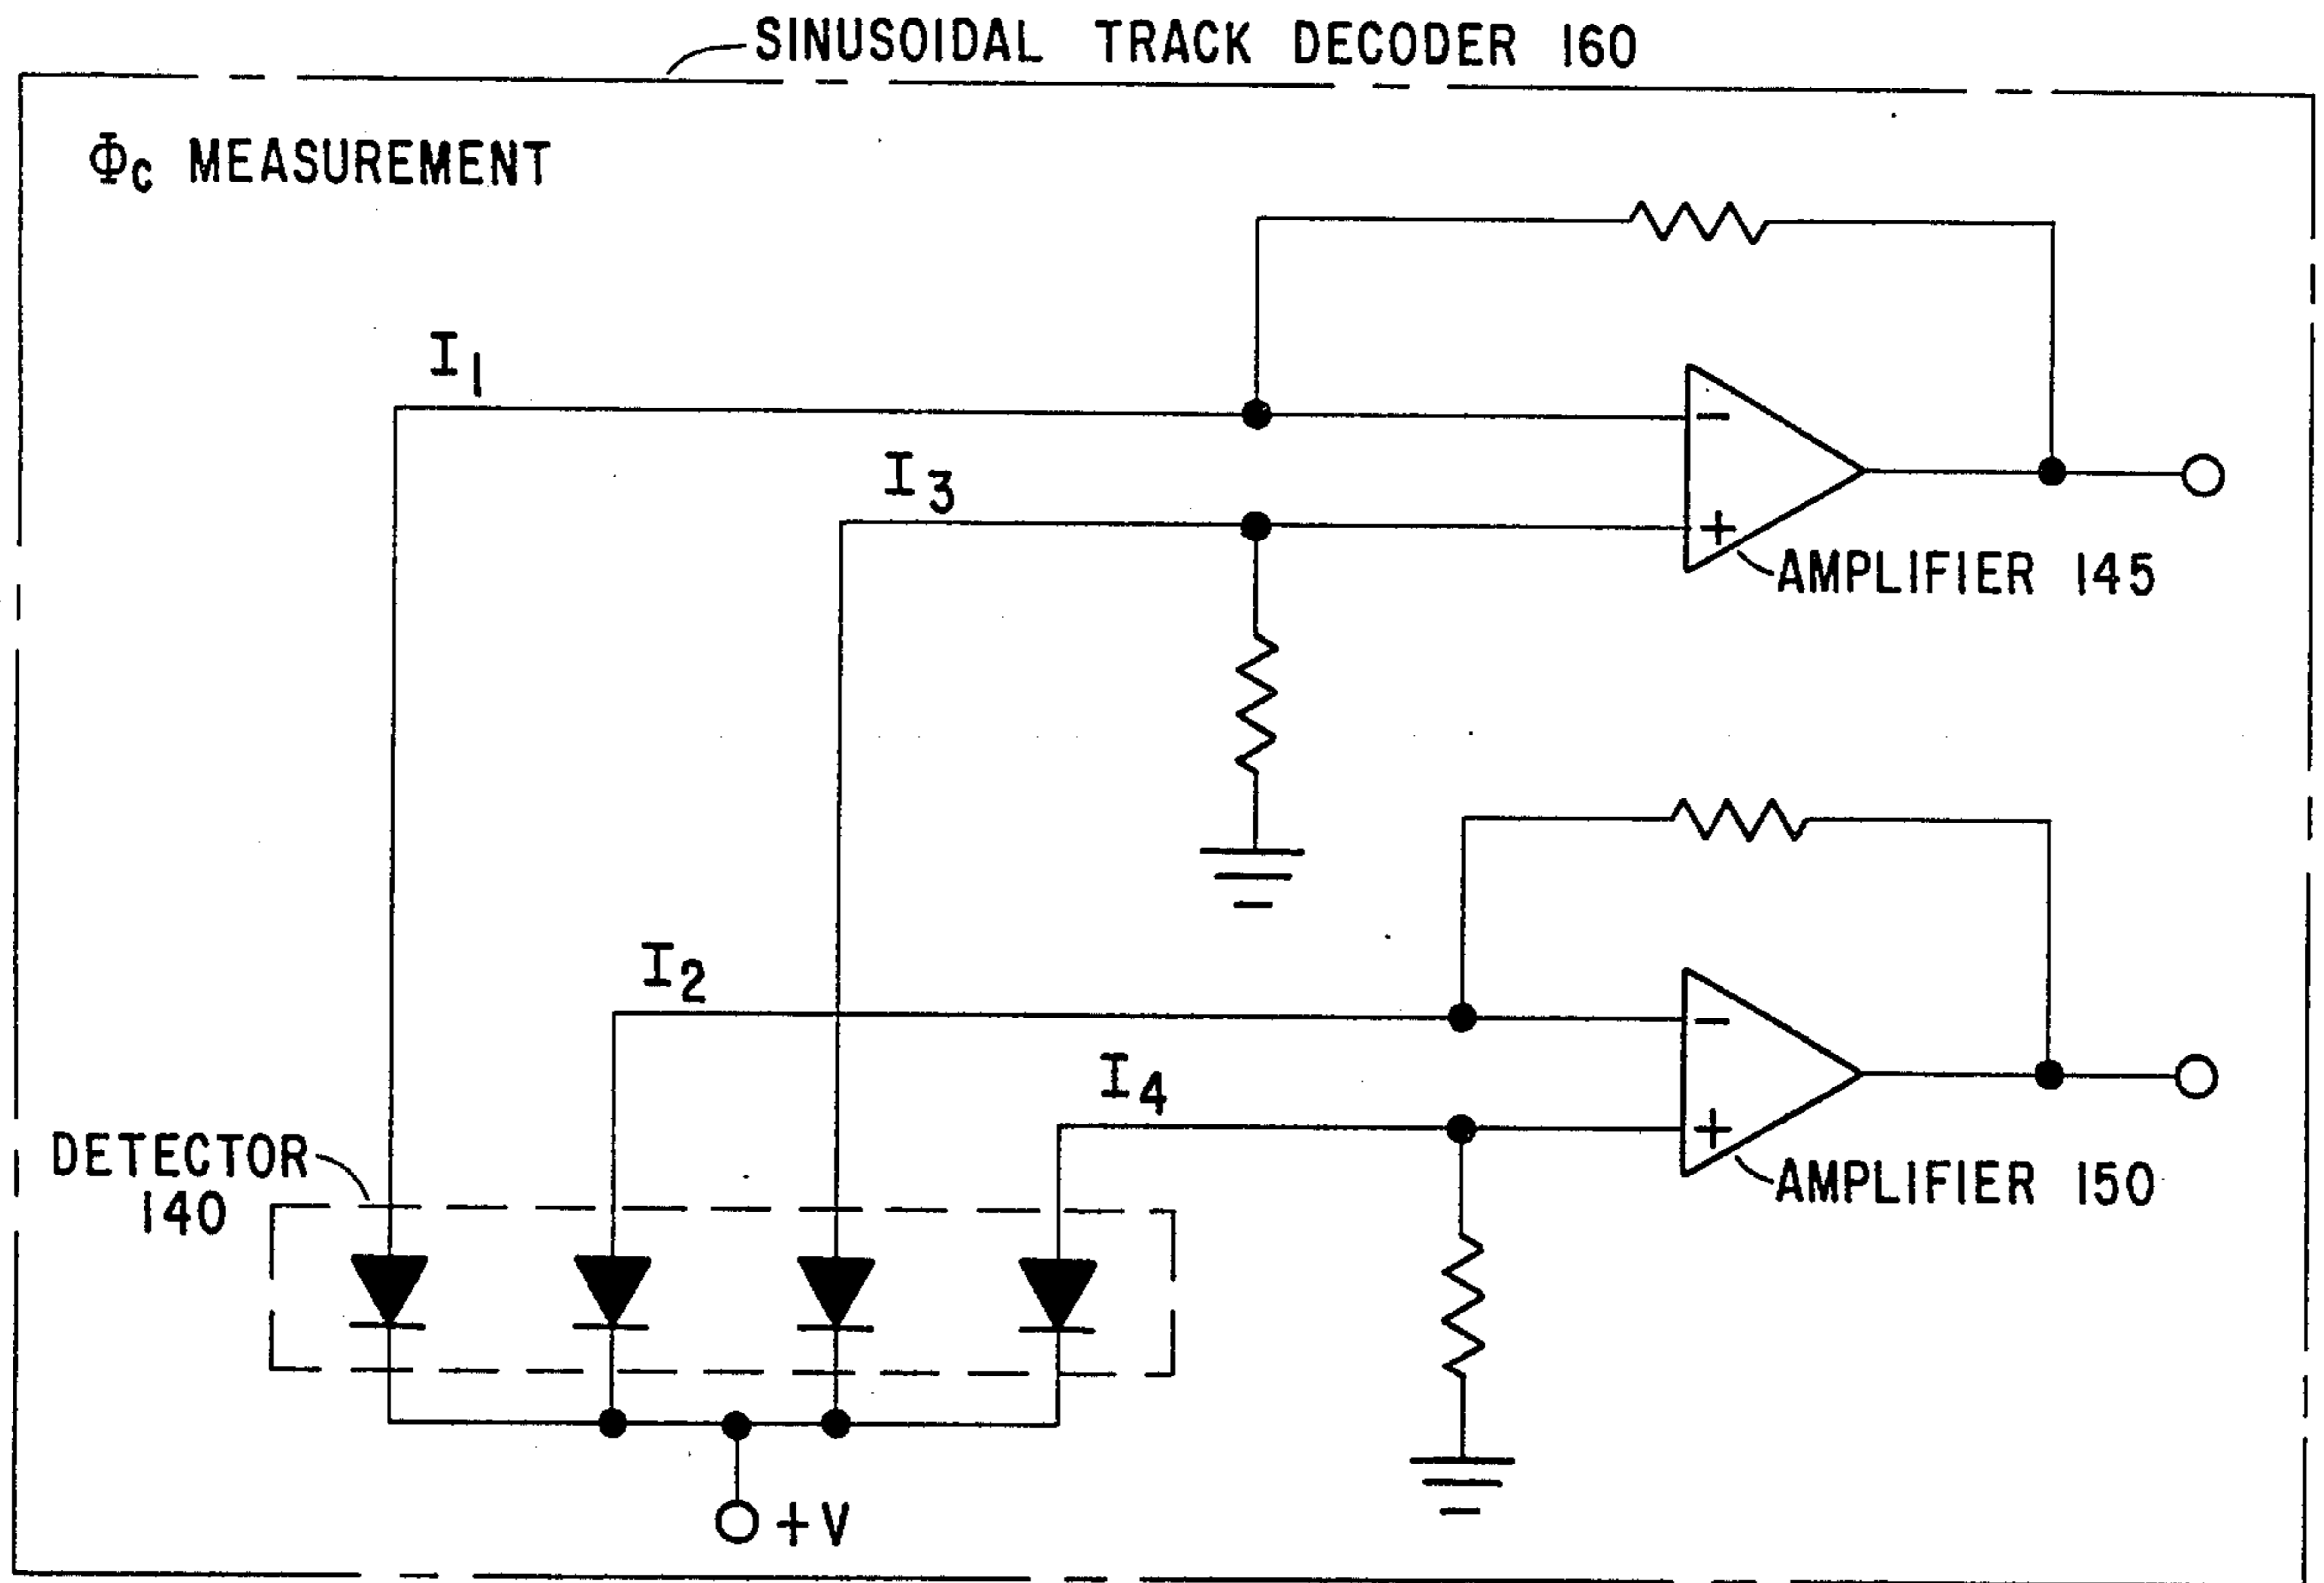 SINUSOIDAL TRACK DECODER 160
Φc MEASUREMENT
I1
I3
-
+
AMPLIFIER 145
I2
I4
-
+
AMPLIFIER 150
DETECTOR
140
+V